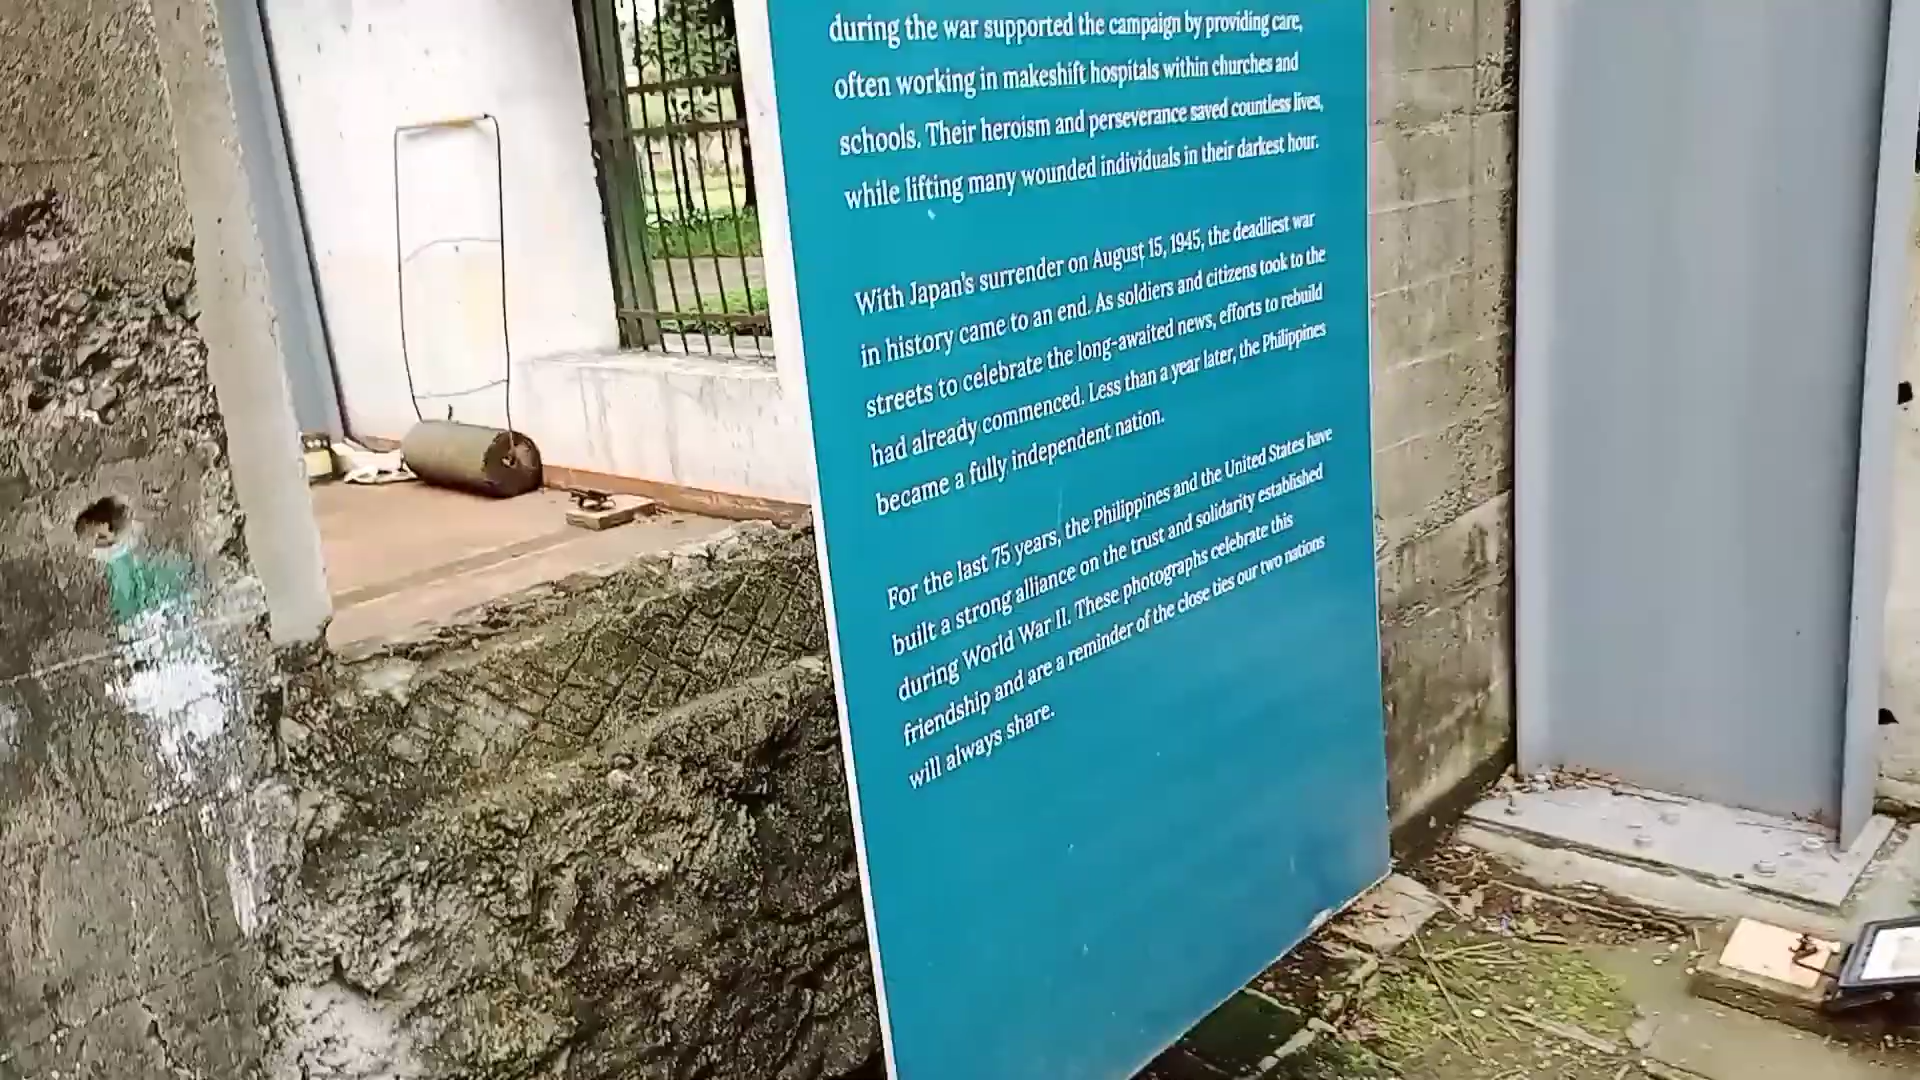 during the war supported the campaign by providing care,
often working in makeshift hospitals within churches and
schools. Their heroism and perseverance saved countless lives,
while lifting many wounded individuals in their darkest hour.
With Japan's surrender on August 15, 1945, the deadliest war
in history came to an end. As soldiers and citizens took to the
streets to celebrate the long-awaited news, efforts to rebuild
had already commenced. Less than a year later, the Philippines
became a fully independent nation.
For the last 75 years, the Philippines and the United States have
built a strong alliance on the trust and solidarity established
during World War II. These photographs celebrate this
friendship and are a reminder of the close ties our two nations
will always share.